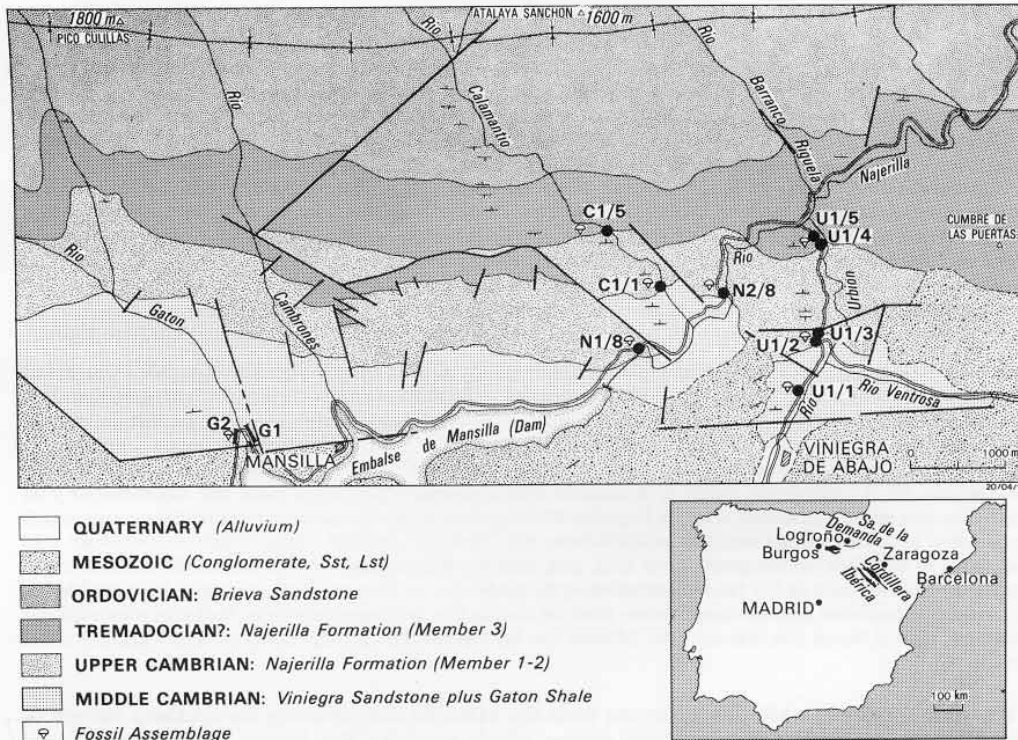 1800 m
PICO CULILLAS
ATALAYA SANCHON
1600 m
Rio
Rio
Rio
Calamantio
Rio
Barranco
Riguela
Najerilla
CUMBRE DE
LAS PUERTAS
C1/5
U1/5
U1/4
Rio
Urbion
C1/1
N2/8
Rio
Gaton
Cambrones
N1/8
U1/3
U1/2
U1/1
Rio
Rio Ventrosa
G2
G1
MANSILLA
Embalse de Mansilla (Dam)
VINIEGRA
DE ABAJO
0 1000 m
20/04/
QUATERNARY (Alluvium)
MESOZOIC (Conglomerate, Sst, Lst)
ORDOVICIAN: Brieva Sandstone
TREMADOCIAN?: Najerilla Formation (Member 3)
UPPER CAMBRIAN: Najerilla Formation (Member 1-2)
MIDDLE CAMBRIAN: Viniegra Sandstone plus Gaton Shale
Fossil Assemblage
Sa. de la
Demanda
Logroño
Burgos
Zaragoza
Cordillera
Ibérica
Barcelona
MADRID
100 km